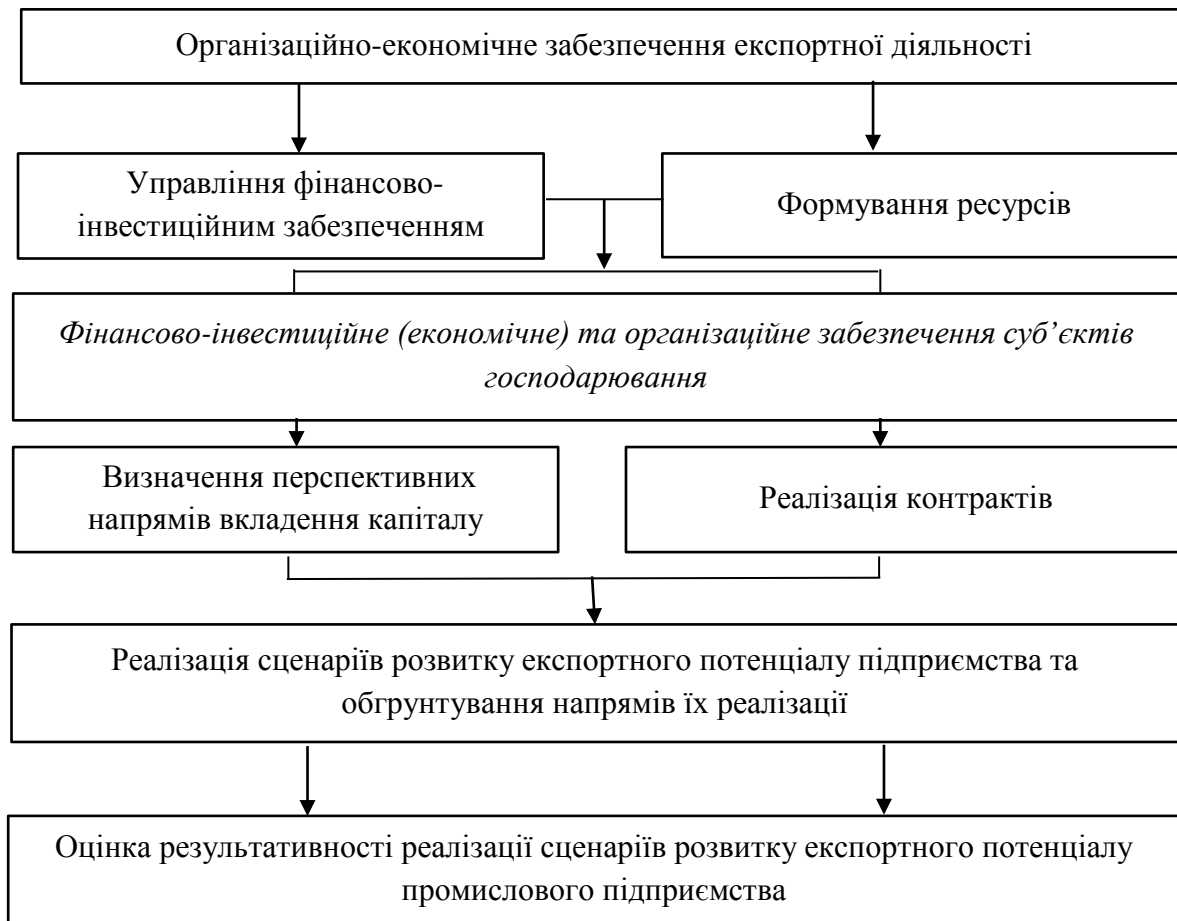 Організаційно-економічне забезпечення експортної діяльності
Управління фінансово-
інвестиційним забезпеченням
Формування ресурсів
Фінансово-інвестиційне (економічне) та організаційне забезпечення суб’єктів
господарювання
Визначення перспективних
напрямів вкладення капіталу
Реалізація контрактів
Реалізація сценаріїв розвитку експортного потенціалу підприємства та
обгрунтування напрямів їх реалізації
Оцінка результативності реалізації сценаріїв розвитку експортного потенціалу
промислового підприємства